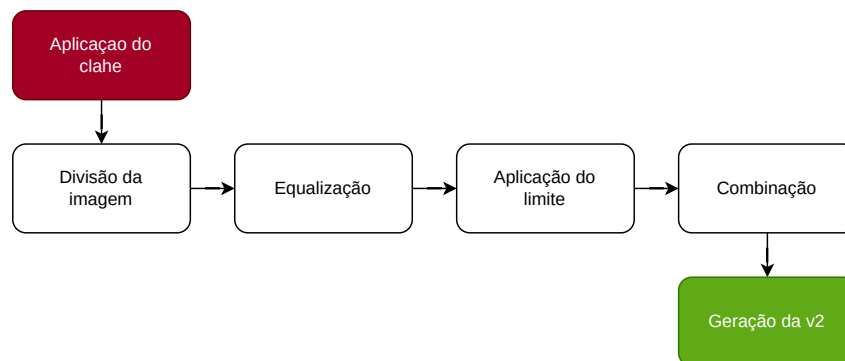 Aplicaçao do
clahe
Divisão da
imagem
Equalização
Aplicação do
limite
Combinação
Geração da v2